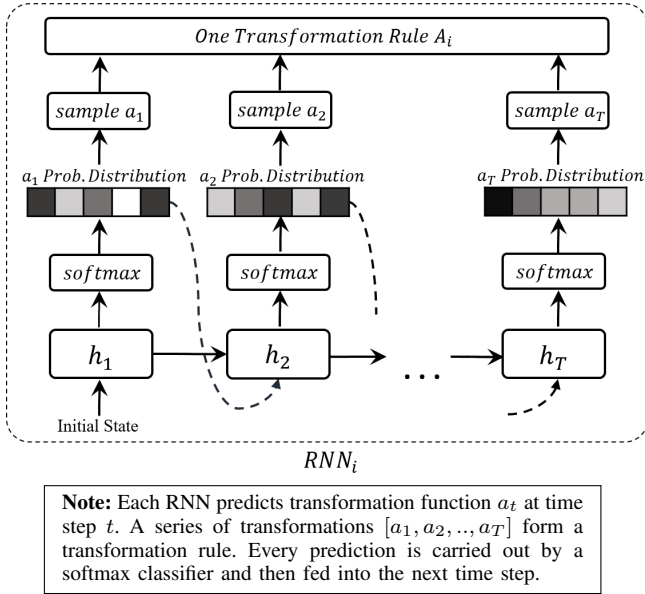 One Transformation Rule A_i
sample a_1 sample a_2 sample a_T
a_1 Prob. Distribution a_2 Prob. Distribution a_T Prob. Distribution
softmax softmax softmax
h_1 h_2 ... h_T
Initial State
RNN_i
Note: Each RNN predicts transformation function a_t at time
step t. A series of transformations [a_1, a_2, .., a_T] form a
transformation rule. Every prediction is carried out by a
softmax classifier and then fed into the next time step.